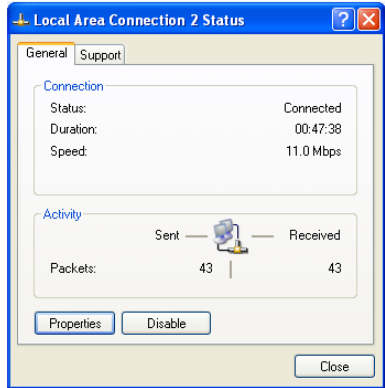 Local Area Connection 2 Status
General Support
Connection
Status: Connected
Duration: 00:47:38
Speed: 11.0 Mbps
Activity
Sent Received
Packets: 43 43
Properties Disable
Close